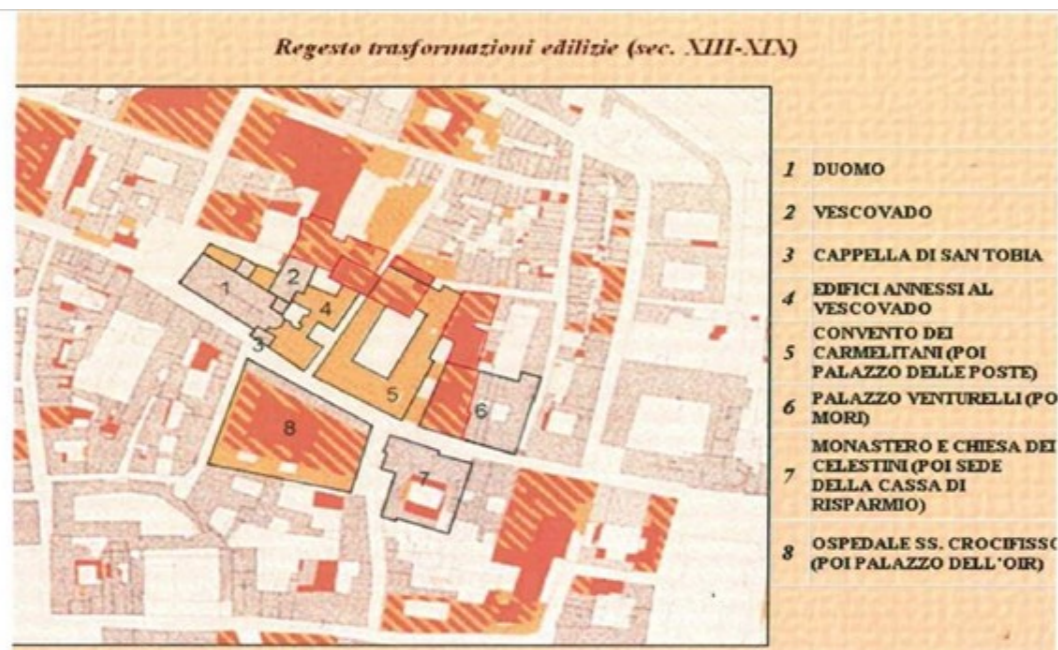 Regesto trasformazioni edilizie (sec. XIII-XIX)
1 DUOMO
2 VESCOVADO
3 CAPPELLA DI SAN TOBIA
4 EDIFICI ANNESSI AL
VESCOVADO
5 CONVENTO DEI
CARMELITANI (POI
PALAZZO DELLE POSTE)
6 PALAZZO VENTURELLI (PO
MORI)
7 MONASTERO E CHIESA DEI
CELESTINI (POI SEDE
DELLA CASSA DI
RISPARMIO)
8 OSPEDALE SS. CROCIFISSO
(POI PALAZZO DELL'OIR)
1
2
3
4
5
6
7
8